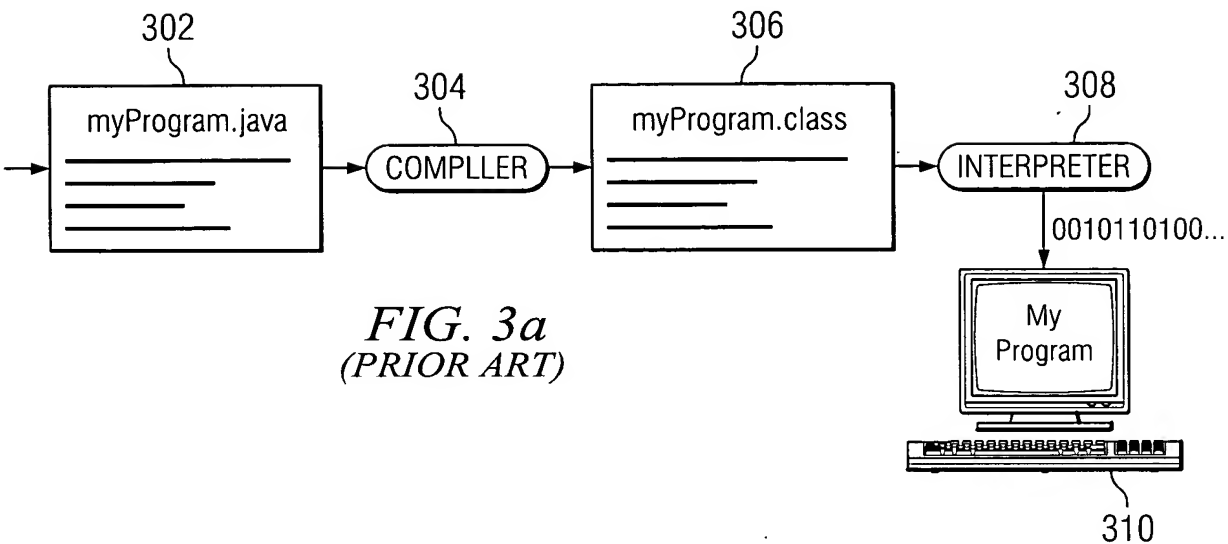 302
304
306
308
myProgram.java
COMPLLER
myProgram.class
INTERPRETER
0010110100...
My
Program
FIG. 3a
(PRIOR ART)
310